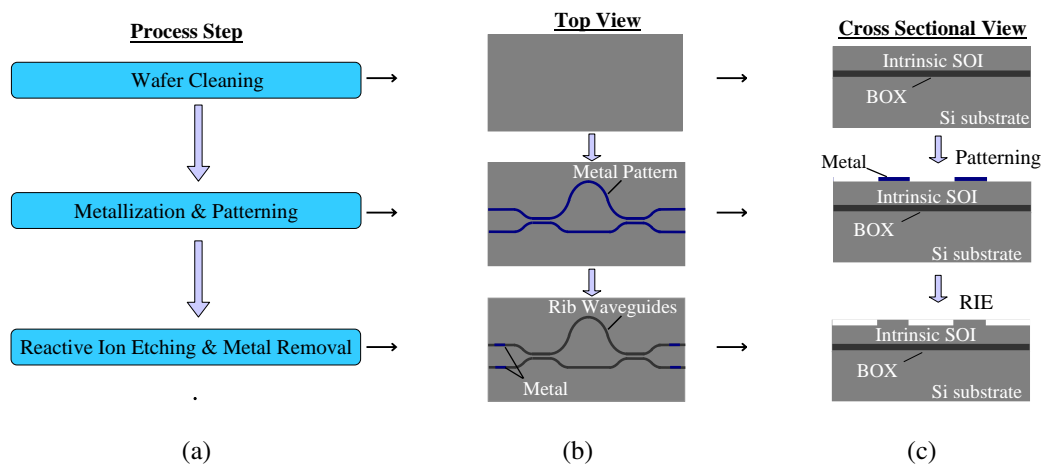 Process Step
Top View
Cross Sectional View
Wafer Cleaning
Intrinsic SOI
BOX
Si substrate
Metallization & Patterning
Metal Pattern
Metal
Patterning
Intrinsic SOI
BOX
Si substrate
Reactive Ion Etching & Metal Removal
.
Rib Waveguides
Metal
RIE
Intrinsic SOI
BOX
Si substrate
(a)
(b)
(c)